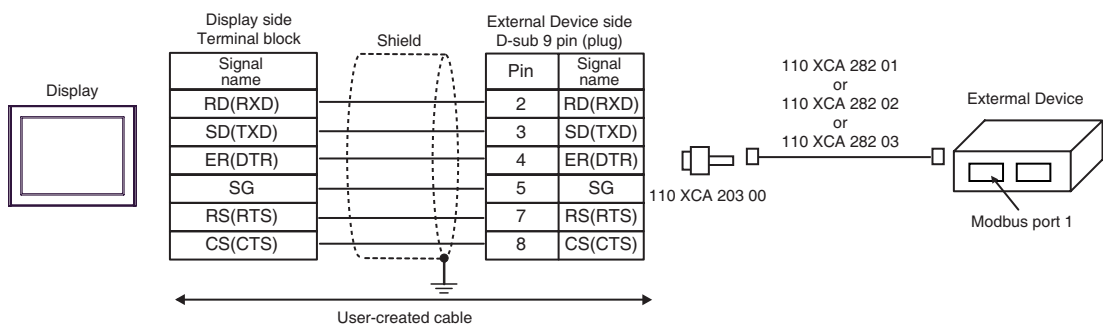 Display
Display side
Terminal block
Shield
External Device side
D-sub 9 pin (plug)
Signal name
Pin
Signal name
RD(RXD)
2
RD(RXD)
SD(TXD)
3
SD(TXD)
ER(DTR)
4
ER(DTR)
SG
5
SG
RS(RTS)
7
RS(RTS)
CS(CTS)
8
CS(CTS)
User-created cable
110 XCA 203 00
110 XCA 282 01
or
110 XCA 282 02
or
110 XCA 282 03
External Device
Modbus port 1